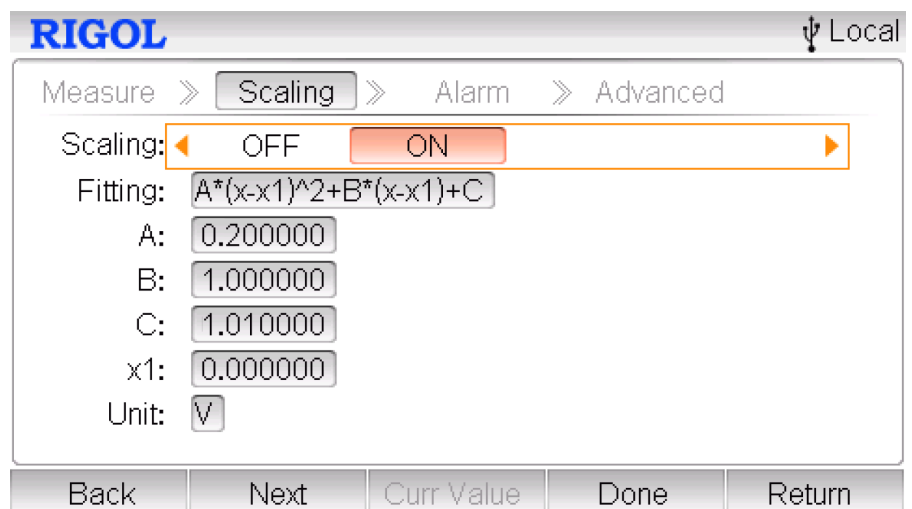 RIGOL Local
Measure Scaling Alarm Advanced
Scaling: OFF ON
Fitting: A*(x-x1)^2+B*(x-x1)+C
A: 0.200000
B: 1.000000
C: 1.010000
x1: 0.000000
Unit: V
Back Next Curr Value Done Return